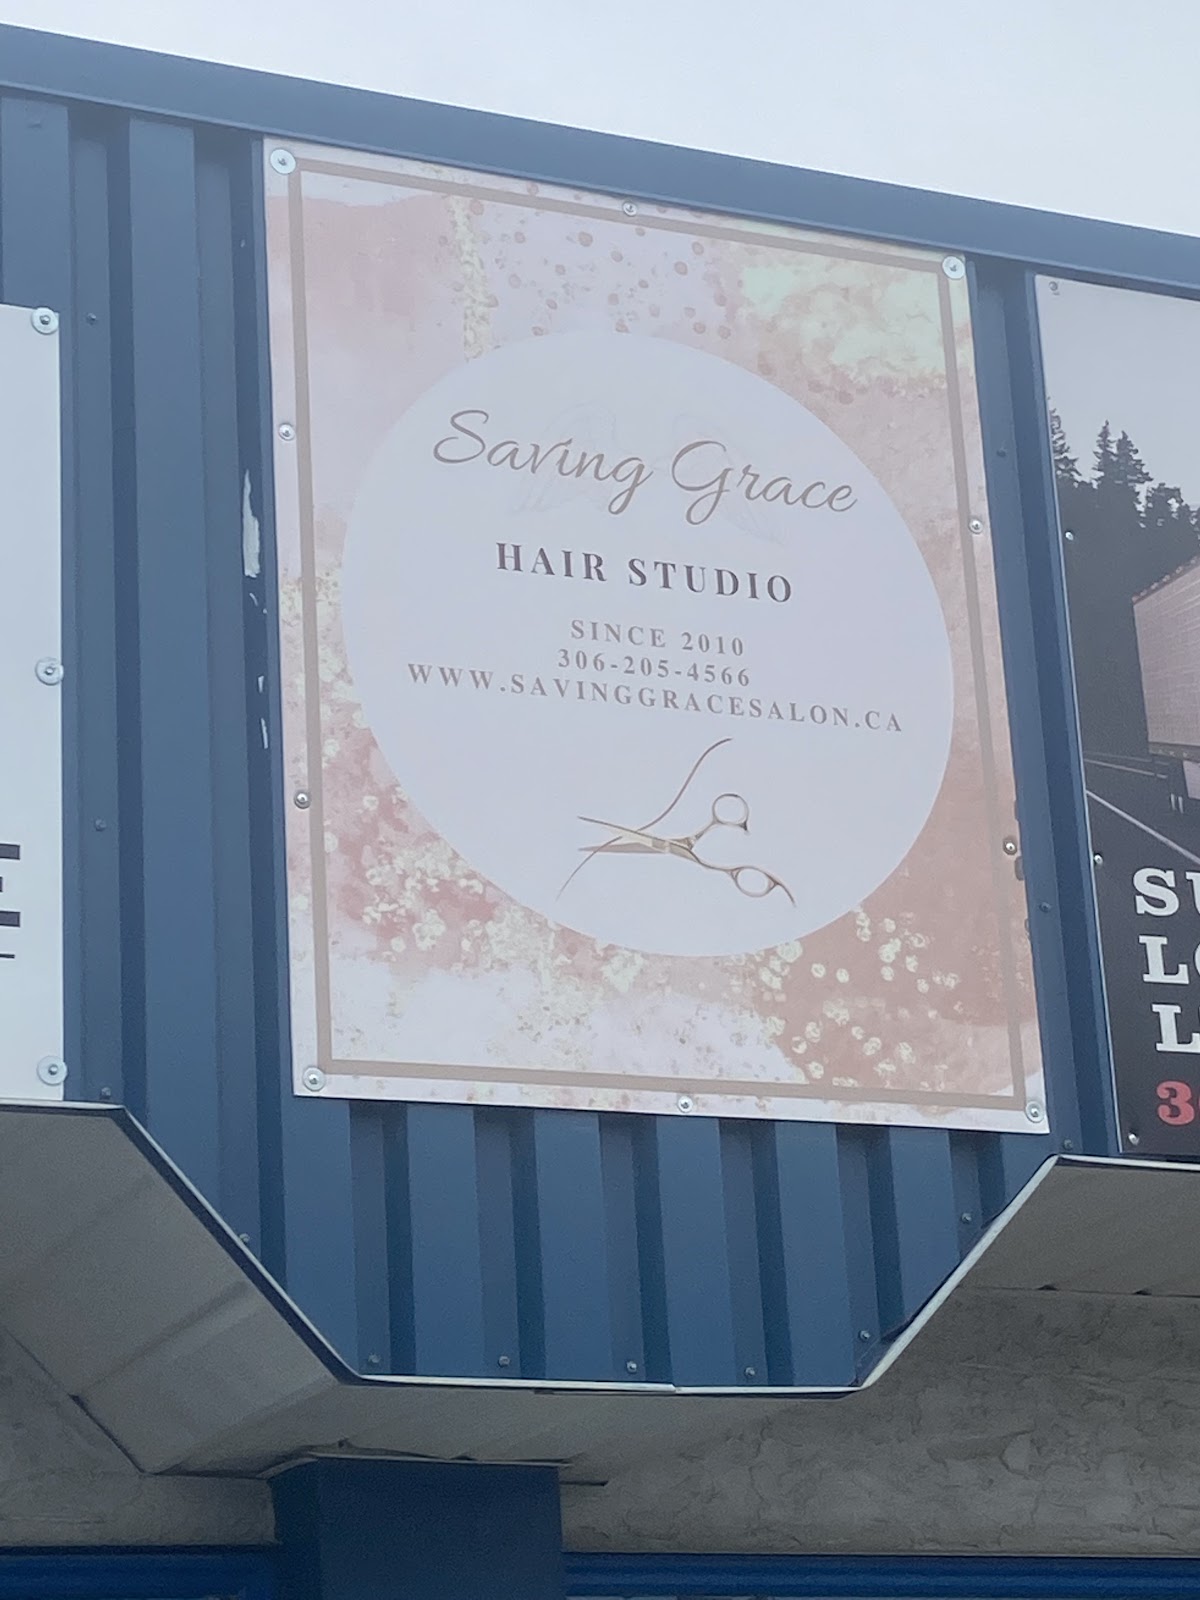 Saving Grace
HAIR STUDIO
SINCE 2010
306-205-4566
WWW.SAVINGGRACESALON.CA